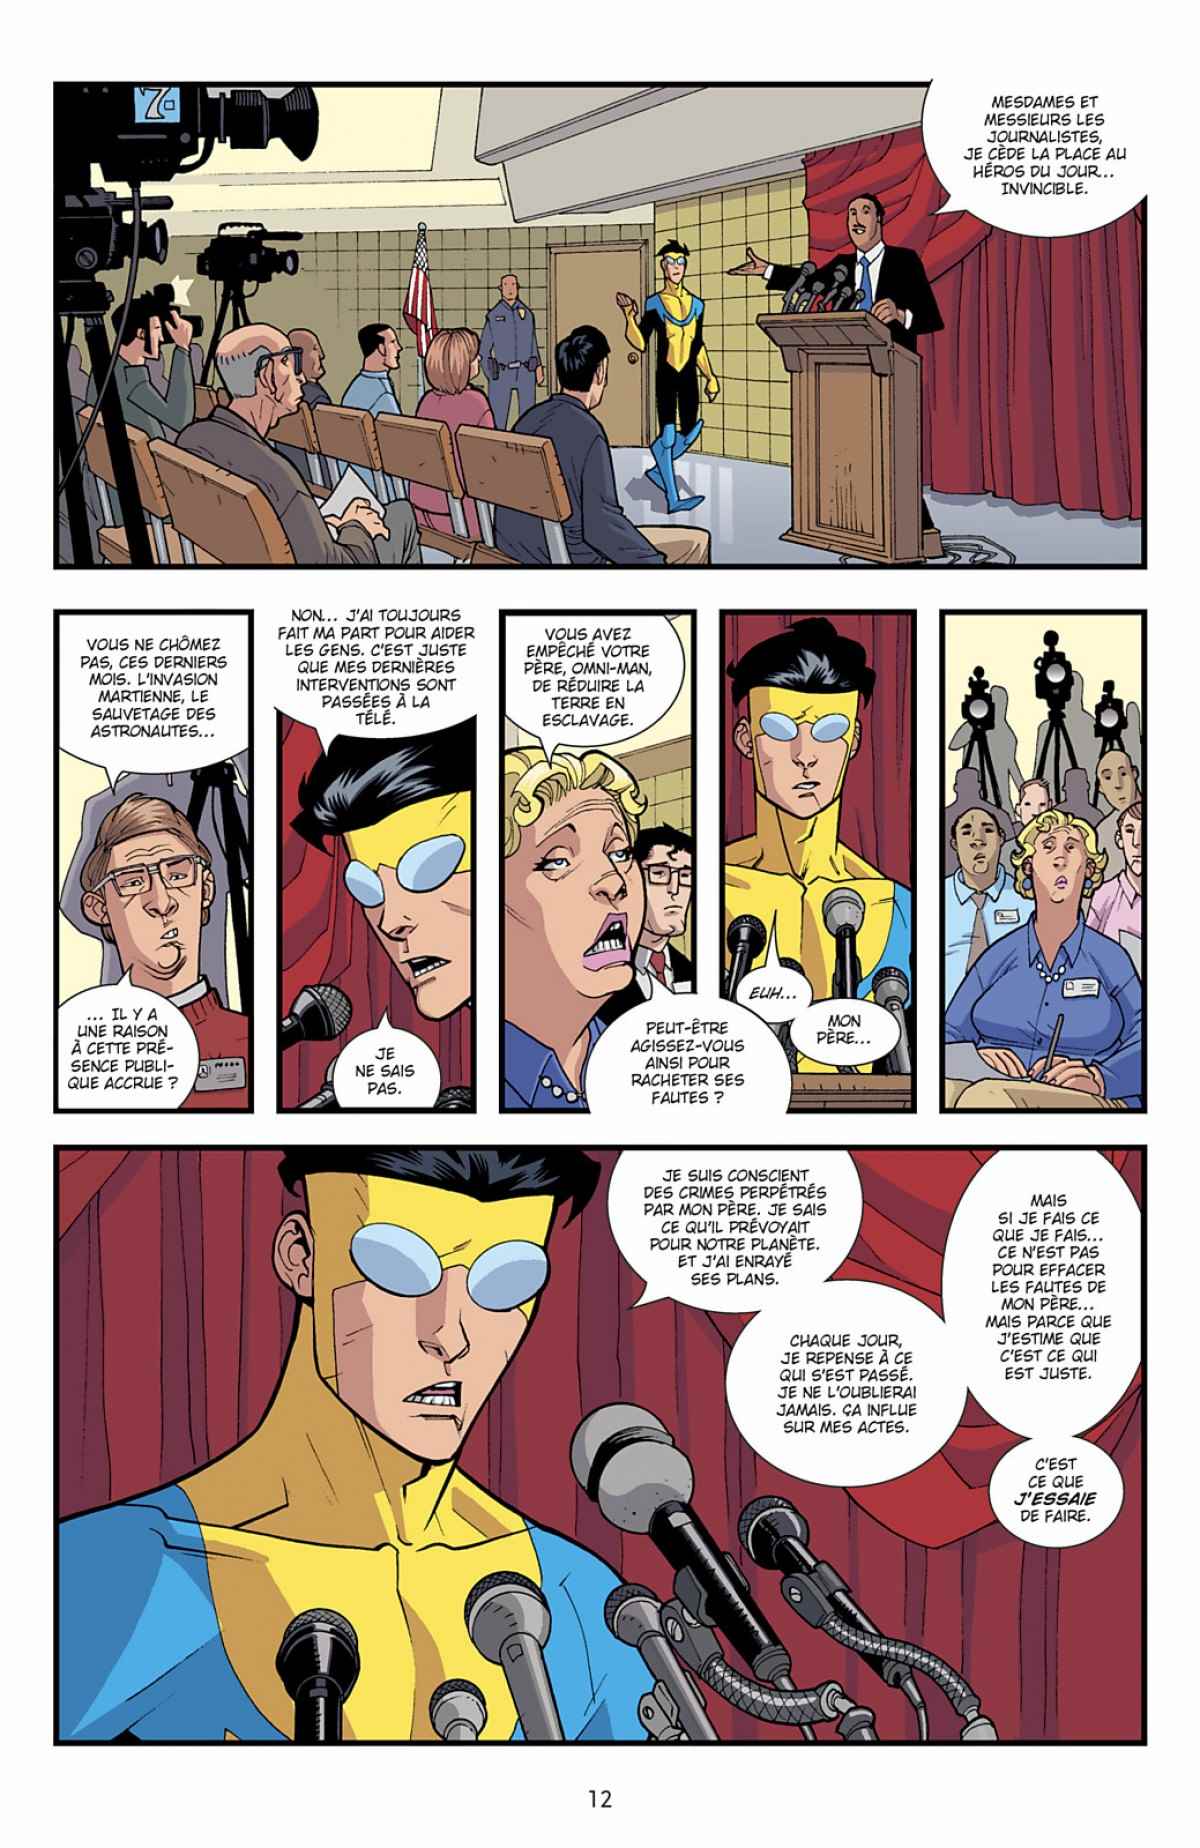 7
MESDAMES ET
MESSIEURS LES
JOURNALISTES,
JE CÈDE LA PLACE AU
HÉROS DU JOUR...
INVINCIBLE.
VOUS NE CHÔMEZ
PAS, CES DERNIERS
MOIS. L'INVASION
MARTIENNE, LE
SAUVETAGE DES
ASTRONAUTES...
... IL Y A
UNE RAISON
À CETTE PRÉ-
SENCE PUBLI-
QUE ACCRUE ?
NON... J'AI TOUJOURS
FAIT MA PART POUR AIDER
LES GENS. C'EST JUSTE
QUE MES DERNIÈRES
INTERVENTIONS SONT
PASSÉES À LA
TÉLÉ.
JE
NE SAIS
PAS.
VOUS AVEZ
EMPÊCHÉ VOTRE
PÈRE, OMNI-MAN,
DE RÉDUIRE LA
TERRE EN
ESCLAVAGE.
PEUT-ÊTRE
AGISSEZ-VOUS
AINSI POUR
RACHETER SES
FAUTES ?
EUH...
MON
PÈRE...
JE SUIS CONSCIENT
DES CRIMES PERPÉTRÉS
PAR MON PÈRE. JE SAIS
CE QU'IL PRÉVOYAIT
POUR NOTRE PLANÈTE.
ET J'AI ENRAYÉ
SES PLANS.
CHAQUE JOUR,
JE REPENSE À CE
QUI S'EST PASSÉ.
JE NE L'OUBLIERAI
JAMAIS. ÇA INFLUE
SUR MES ACTES.
MAIS
SI JE FAIS CE
QUE JE FAIS...
CE N'EST PAS
POUR EFFACER
LES FAUTES DE
MON PÈRE...
MAIS PARCE QUE
J'ESTIME QUE
C'EST CE QUI
EST JUSTE.
C'EST
CE QUE
J'ESSAIE
DE FAIRE.
12